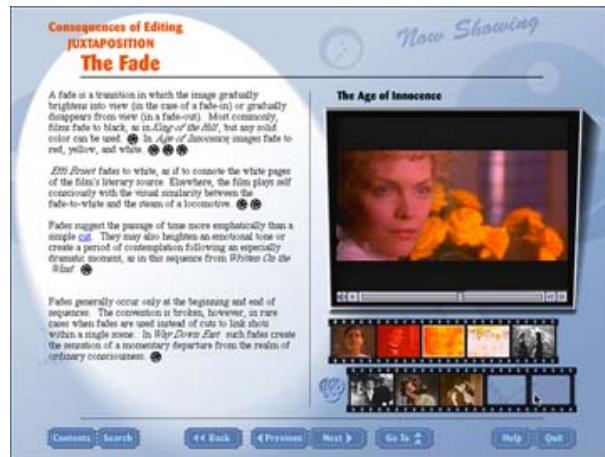 Consequences of Editing
JUXTAPOSITION
The Fade
Now Showing
A fade is a transition in which the image gradually
brightens into view (in the case of a fade-in) or gradually
disappears from view (in a fade-out). Most commonly,
films fade to black, as in King of the Hill, but any solid
color can be used. In Age of Innocence, images fade to
red, yellow, and white.
Effi Briest fades to white, as if to connote the white pages
of the film's literary source. Elsewhere, the film plays self
consciously with the visual similarity between the
fade-to-white and the steam of a locomotive.
Fades suggest the passage of time more emphatically than a
simple cut. They may also heighten an emotional tone or
create a period of contemplation following an especially
dramatic moment, as in this sequence from Written On the
Wind
Fades generally occur only at the beginning and end of
sequences. The convention is broken, however, in rare
cases when fades are used instead of cuts to link shots
within a single scene. In Way Down East such fades create
the sensation of a momentary departure from the realm of
ordinary consciousness.
The Age of Innocence
Contents Search Back Previous Next Go To Help Quit